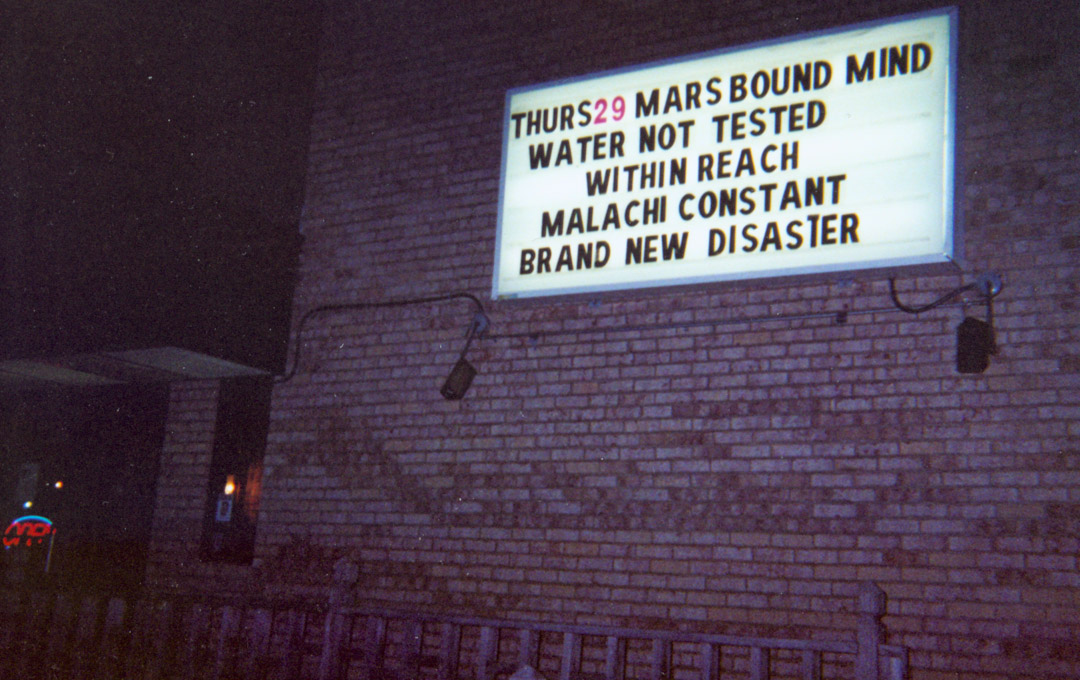 THURS29 MARS BOUND MIND
WATER NOT TESTED
WITHIN REACH
MALACHI CONSTANT
BRAND NEW DISASTER